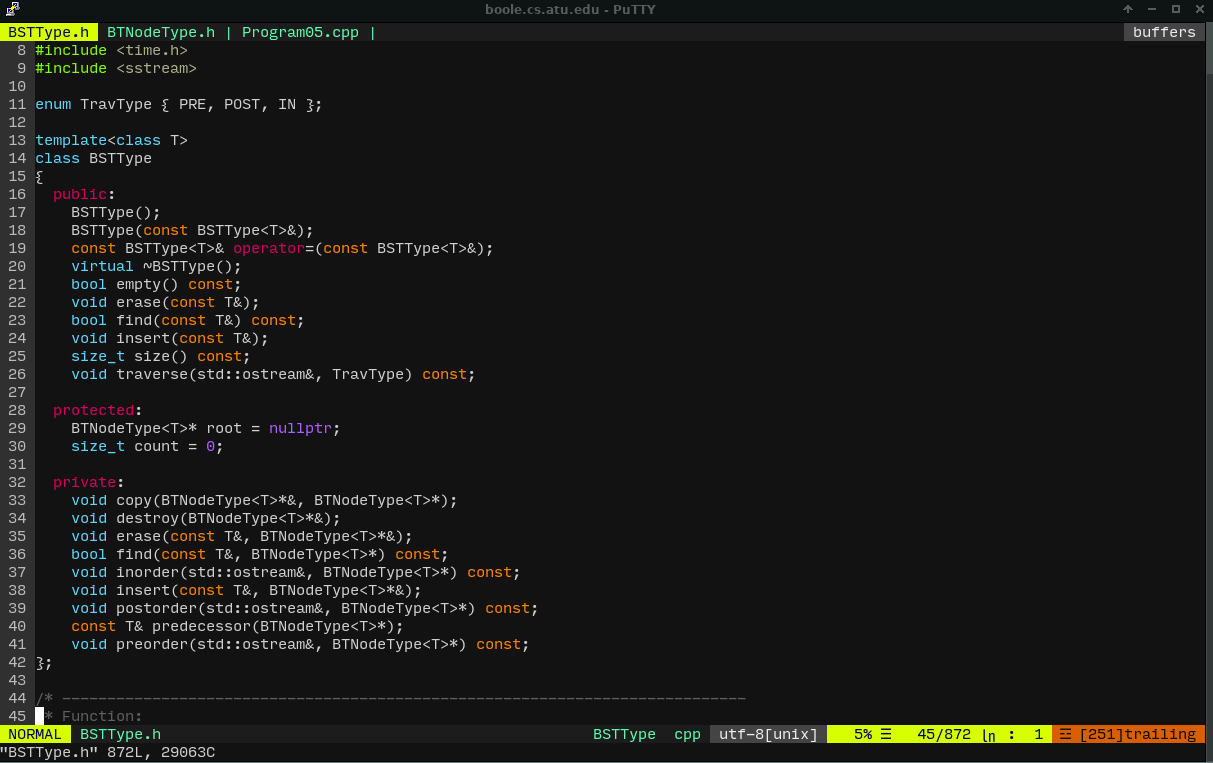 boole.cs.atu.edu - PuTTY
BSTType.h  BTNodeType.h | Program05.cpp |  buffers
8 #include <time.h>
9 #include <sstream>
10
11 enum TravType { PRE, POST, IN };
12
13 template<class T>
14 class BSTType
15 {
16   public:
17     BSTType();
18     BSTType(const BSTType<T>&);
19     const BSTType<T>& operator=(const BSTType<T>&);
20     virtual ~BSTType();
21     bool empty() const;
22     void erase(const T&);
23     bool find(const T&) const;
24     void insert(const T&);
25     size_t size() const;
26     void traverse(std::ostream&, TravType) const;
27
28   protected:
29     BTNodeType<T>* root = nullptr;
30     size_t count = 0;
31
32   private:
33     void copy(BTNodeType<T>*&, BTNodeType<T>*);
34     void destroy(BTNodeType<T>*&);
35     void erase(const T&, BTNodeType<T>*&);
36     bool find(const T&, BTNodeType<T>*) const;
37     void inorder(std::ostream&, BTNodeType<T>*) const;
38     void insert(const T&, BTNodeType<T>*&);
39     void postorder(std::ostream&, BTNodeType<T>*) const;
40     const T& predecessor(BTNodeType<T>*);
41     void preorder(std::ostream&, BTNodeType<T>*) const;
42 };
43
44 /* ----------------------------------------------------------------------------
45  * Function:
NORMAL  BSTType.h  BSTType  cpp  utf-8[unix]  5% ☰  45/872 ㏑ :  1  ☲ [251]trailing
"BSTType.h" 872L, 29063C